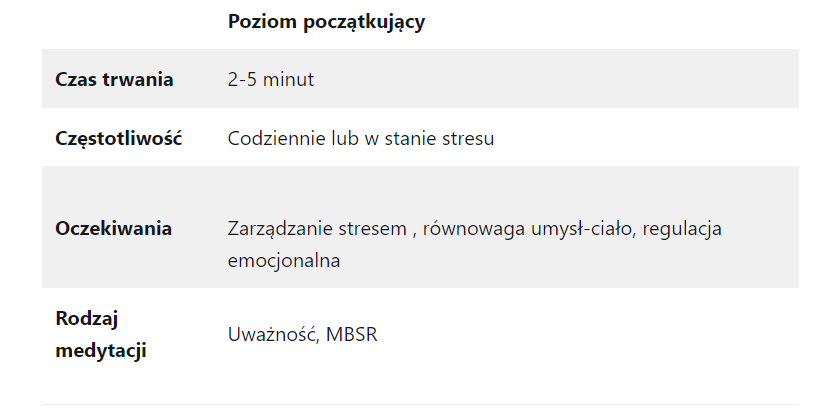 Poziom początkujący
Czas trwania 2-5 minut
Częstotliwość Codziennie lub w stanie stresu
Oczekiwania Zarządzanie stresem , równowaga umysł-ciało, regulacja
emocjonalna
Rodzaj
medytacji
Uważność, MBSR